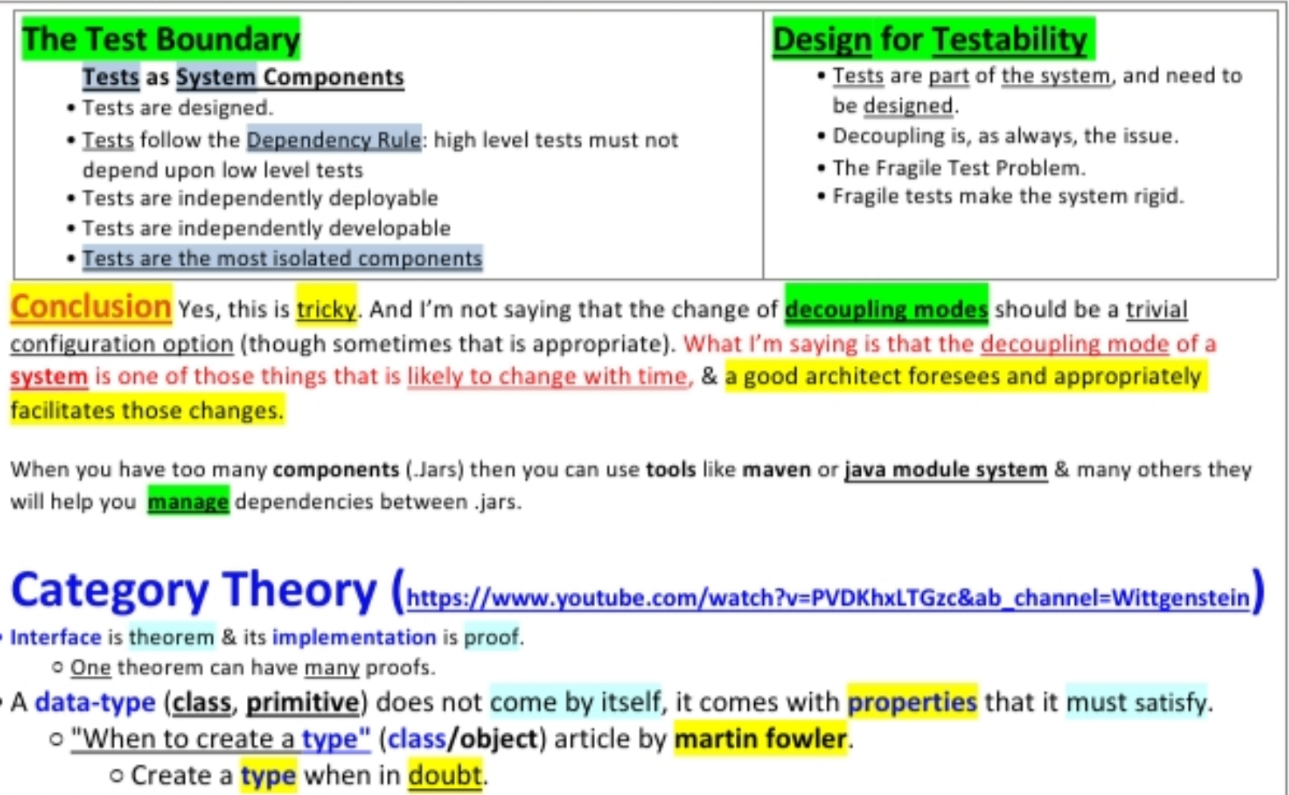 The Test Boundary
Tests as System Components
• Tests are designed.
• Tests follow the Dependency Rule: high level tests must not
depend upon low level tests
• Tests are independently deployable
• Tests are independently developable
• Tests are the most isolated components
Design for Testability
• Tests are part of the system, and need to
be designed.
• Decoupling is, as always, the issue.
• The Fragile Test Problem.
• Fragile tests make the system rigid.
Conclusion Yes, this is tricky. And I’m not saying that the change of decoupling modes should be a trivial
configuration option (though sometimes that is appropriate). What I’m saying is that the decoupling mode of a
system is one of those things that is likely to change with time, & a good architect foresees and appropriately
facilitates those changes.
When you have too many components (.Jars) then you can use tools like maven or java module system & many others they
will help you manage dependencies between .jars.
Category Theory (https://www.youtube.com/watch?v=PVDKhxLTGzc&ab_channel=Wittgenstein)
• Interface is theorem & its implementation is proof.
○ One theorem can have many proofs.
• A data-type (class, primitive) does not come by itself, it comes with properties that it must satisfy.
○ "When to create a type" (class/object) article by martin fowler.
○ Create a type when in doubt.